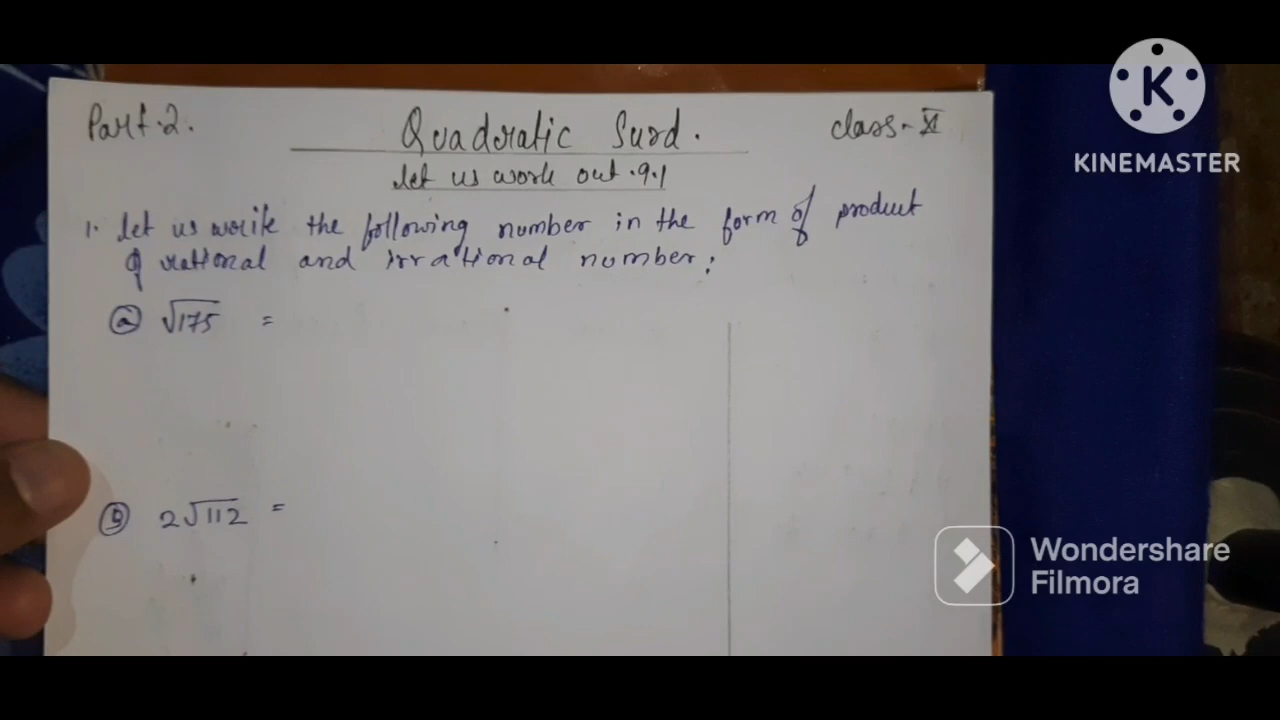 Part.2.
Quadratic Surd.
class-XI
let us work out.9.1
1. let us write the following number in the form of product
of rational and irrational number:
ⓐ √175 =
ⓑ 2√112 =
K
KINEMASTER
Wondershare
Filmora